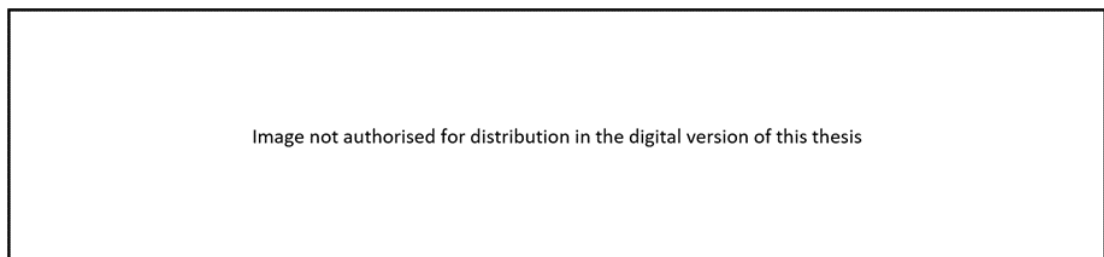 Image not authorised for distribution in the digital version of this thesis